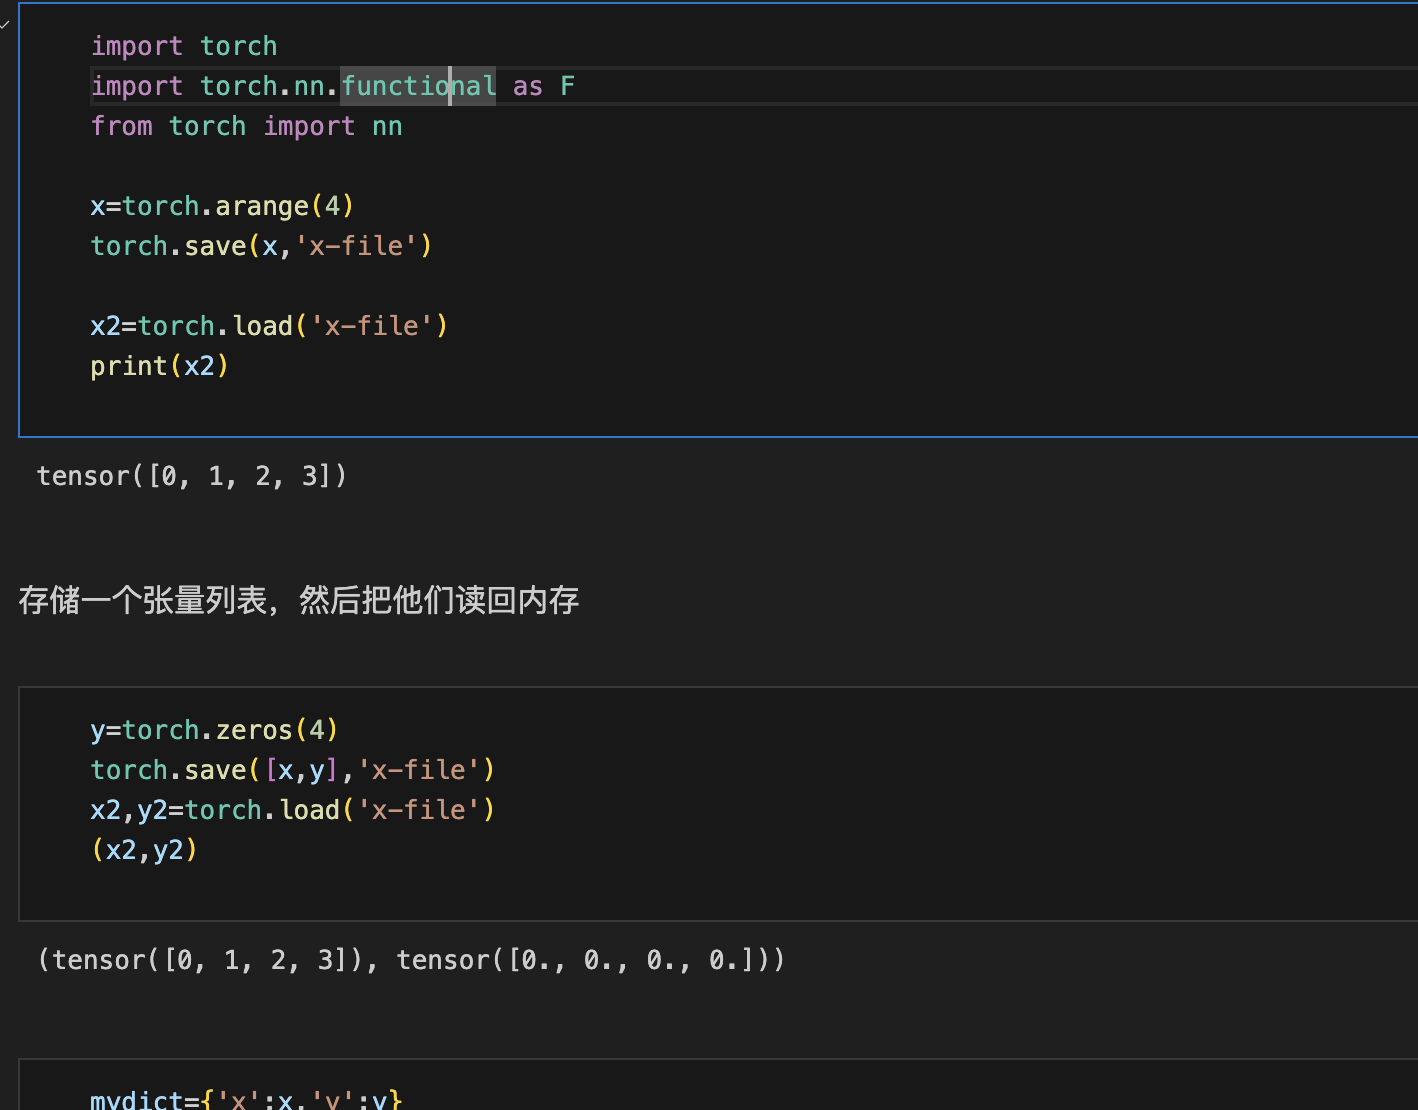 import torch
import torch.nn.functional as F
from torch import nn
x=torch.arange(4)
torch.save(x,'x-file')
x2=torch.load('x-file')
print(x2)
tensor([0, 1, 2, 3])
存储一个张量列表，然后把他们读回内存
y=torch.zeros(4)
torch.save([x,y],'x-file')
x2,y2=torch.load('x-file')
(x2,y2)
(tensor([0, 1, 2, 3]), tensor([0., 0., 0., 0.]))
mydict={'x':x,'y':y}